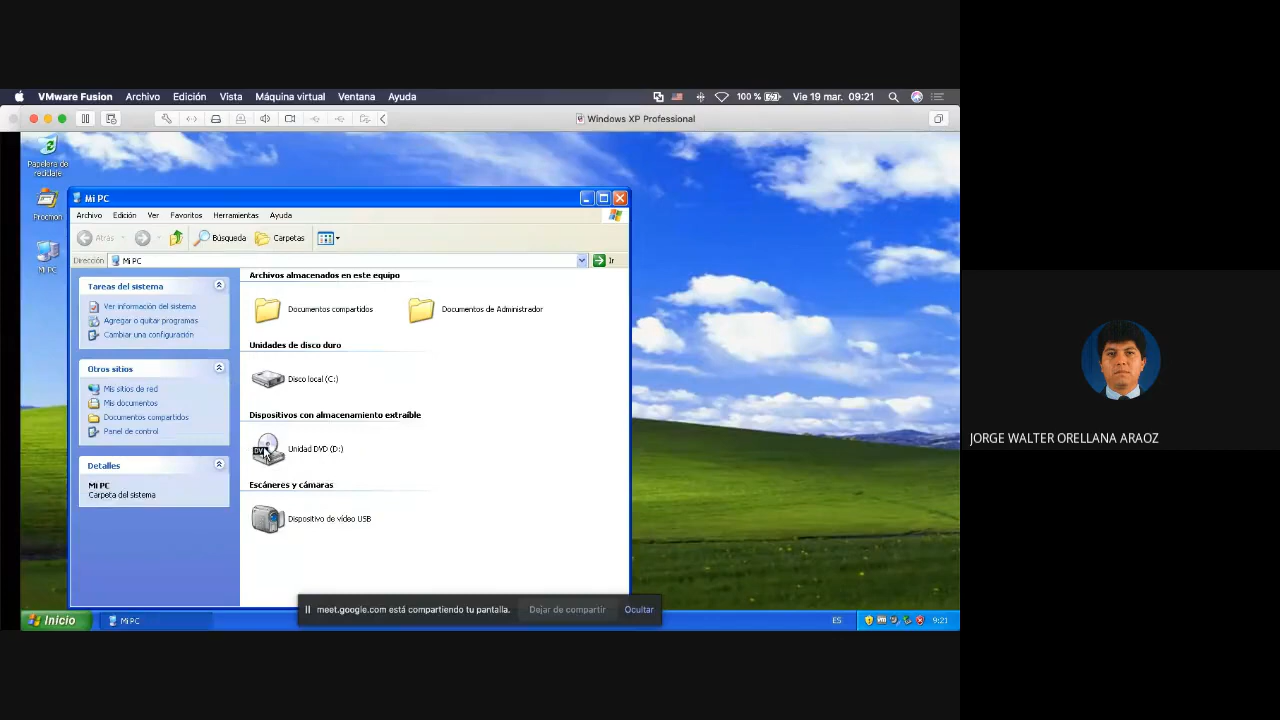 VMware Fusion Archivo Edición Vista Máquina virtual Ventana Ayuda 100 % Vie 19 mar. 09:21
Windows XP Professional
Papelera de
reciclaje
Procmon
Mi PC
Mi PC
Archivo Edición Ver Favoritos Herramientas Ayuda
Atrás Búsqueda Carpetas
Dirección Mi PC Ir
Tareas del sistema
Ver información del sistema
Agregar o quitar programas
Cambiar una configuración
Otros sitios
Mis sitios de red
Mis documentos
Documentos compartidos
Panel de control
Detalles
Mi PC
Carpeta del sistema
Archivos almacenados en este equipo
Documentos compartidos Documentos de Administrador
Unidades de disco duro
Disco local (C:)
Dispositivos con almacenamiento extraíble
Unidad DVD (D:)
Escáneres y cámaras
Dispositivo de vídeo USB
meet.google.com está compartiendo tu pantalla. Dejar de compartir Ocultar
Inicio Mi PC ES 9:21
JORGE WALTER ORELLANA ARAOZ